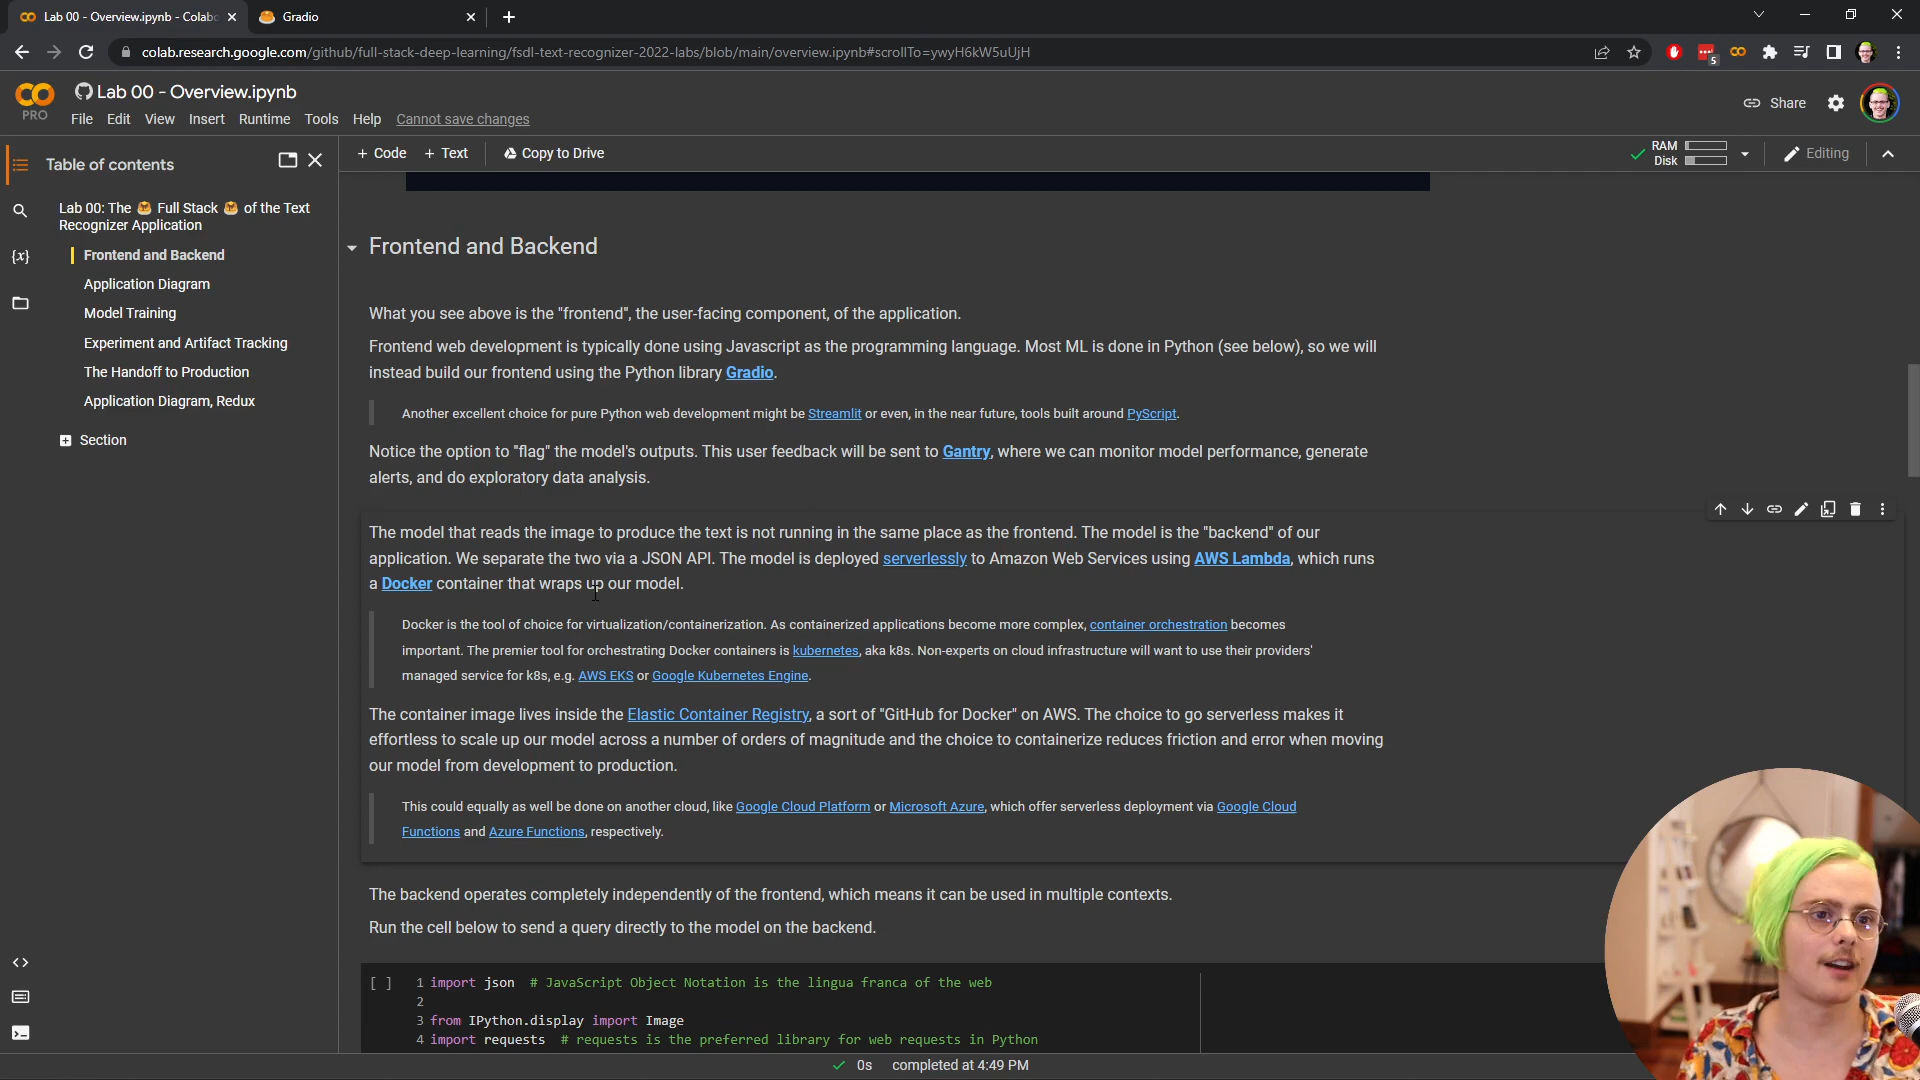 Lab 00 - Overview.ipynb - Colab
Gradio
colab.research.google.com/github/full-stack-deep-learning/fsdl-text-recognizer-2022-labs/blob/main/overview.ipynb#scrollTo=ywyH6kW5uUjH
5
PRO
Lab 00 - Overview.ipynb
File Edit View Insert Runtime Tools Help Cannot save changes
Share
Table of contents
+ Code + Text Copy to Drive
RAM
Disk
Editing
Lab 00: The 🥞 Full Stack 🥞 of the Text
Recognizer Application
Frontend and Backend
Application Diagram
Model Training
Experiment and Artifact Tracking
The Handoff to Production
Application Diagram, Redux
Section
{x}
Frontend and Backend
What you see above is the "frontend", the user-facing component, of the application.
Frontend web development is typically done using Javascript as the programming language. Most ML is done in Python (see below), so we will
instead build our frontend using the Python library Gradio.
Another excellent choice for pure Python web development might be Streamlit or even, in the near future, tools built around PyScript.
Notice the option to "flag" the model's outputs. This user feedback will be sent to Gantry, where we can monitor model performance, generate
alerts, and do exploratory data analysis.
The model that reads the image to produce the text is not running in the same place as the frontend. The model is the "backend" of our
application. We separate the two via a JSON API. The model is deployed serverlessly to Amazon Web Services using AWS Lambda, which runs
a Docker container that wraps up our model.
Docker is the tool of choice for virtualization/containerization. As containerized applications become more complex, container orchestration becomes
important. The premier tool for orchestrating Docker containers is kubernetes, aka k8s. Non-experts on cloud infrastructure will want to use their providers'
managed service for k8s, e.g. AWS EKS or Google Kubernetes Engine.
The container image lives inside the Elastic Container Registry, a sort of "GitHub for Docker" on AWS. The choice to go serverless makes it
effortless to scale up our model across a number of orders of magnitude and the choice to containerize reduces friction and error when moving
our model from development to production.
This could equally as well be done on another cloud, like Google Cloud Platform or Microsoft Azure, which offer serverless deployment via Google Cloud
Functions and Azure Functions, respectively.
The backend operates completely independently of the frontend, which means it can be used in multiple contexts.
Run the cell below to send a query directly to the model on the backend.
[ ] 1 import json # JavaScript Object Notation is the lingua franca of the web
2
3 from IPython.display import Image
4 import requests # requests is the preferred library for web requests in Python
0s completed at 4:49 PM